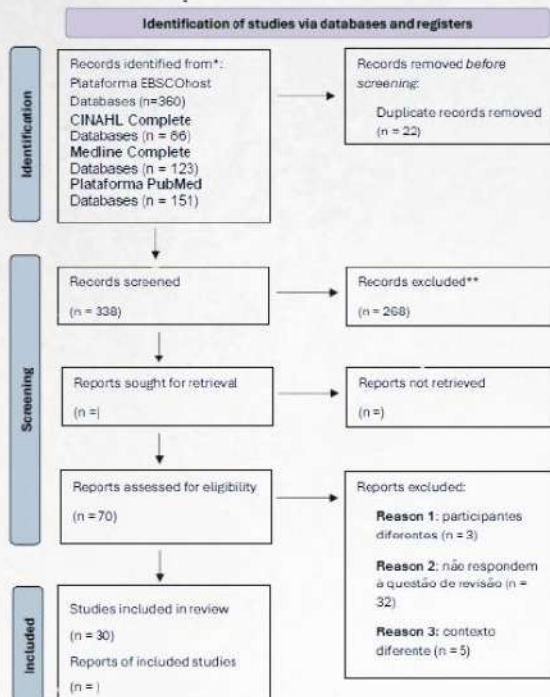 Identification of studies via databases and registers
Identification
Records identified from*:
Plataforma EBSCOhost
Databases (n=360)
CINAHL Complete
Databases (n = 86)
Medline Complete
Databases (n = 123)
Plataforma PubMed
Databases (n = 151)
Records removed before
screening:
Duplicate records removed
(n = 22)
Screening
Records screened
(n = 338)
Records excluded**
(n = 268)
Reports sought for retrieval
(n =|
Reports not retrieved
(n =)
Reports assessed for eligibility
(n = 70)
Reports excluded:
Reason 1: participantes
diferentes (n = 3)
Reason 2: não respondem
à questão de revisão (n =
32)
Reason 3: contexto
diferente (n = 5)
Included
Studies included in review
(n = 30)
Reports of included studies
(n = )